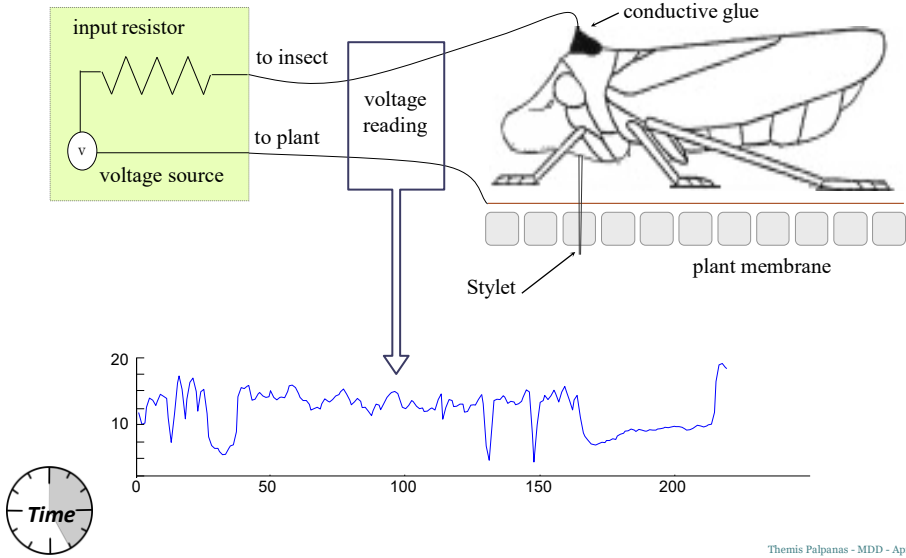 conductive glue
input resistor
to insect
voltage
reading
to plant
v
voltage source
plant membrane
Stylet
20
10
0
50
100
150
200
Time
Themis Palpanas - MDD - Ap